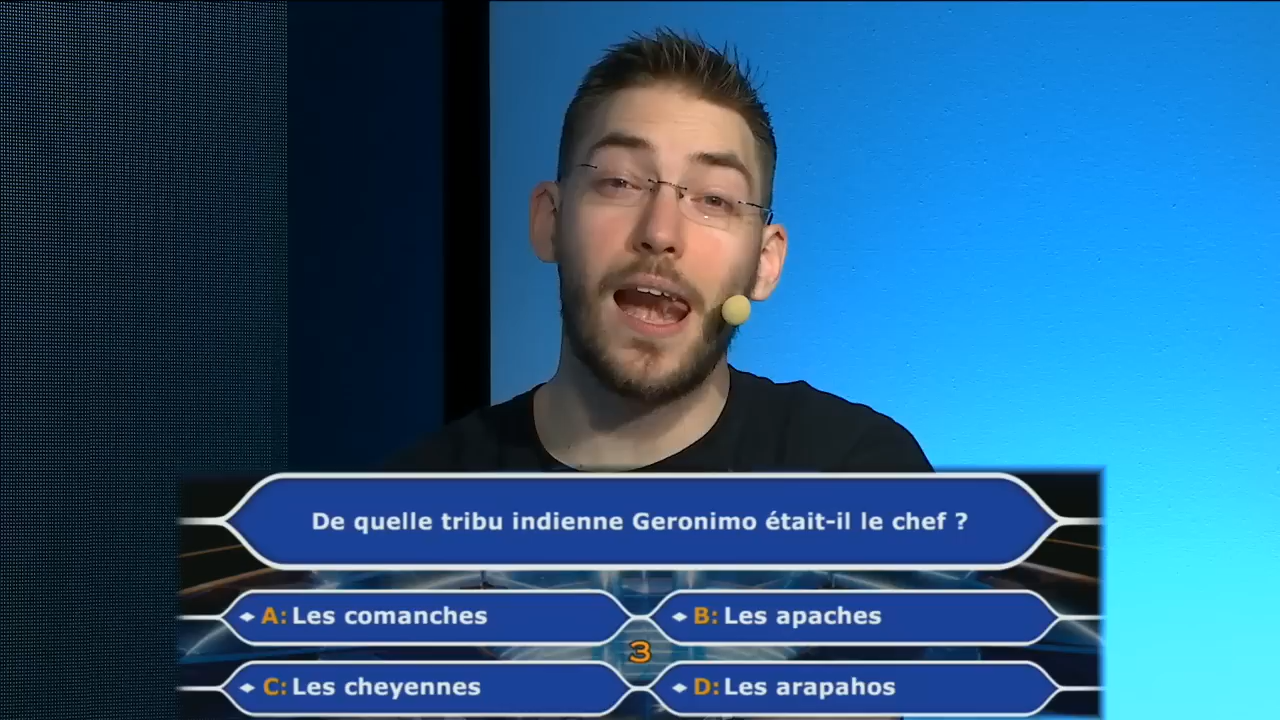 De quelle tribu indienne Geronimo était-il le chef ?
A: Les comanches
B: Les apaches
3
C: Les cheyennes
D: Les arapahos